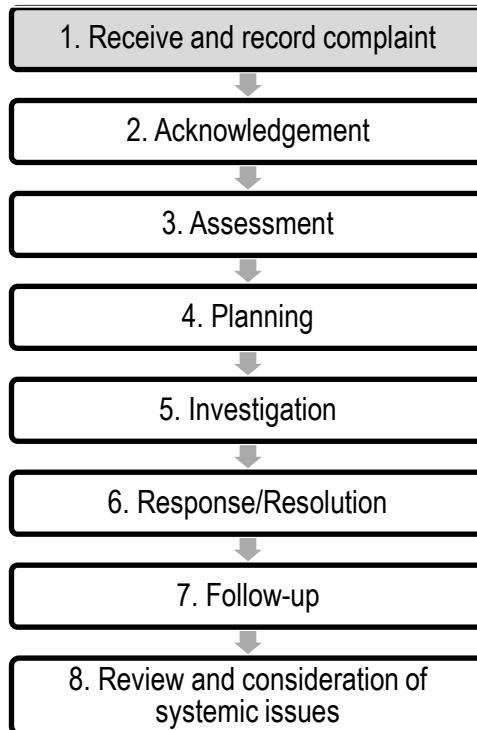 1. Receive and record complaint
2. Acknowledgement
3. Assessment
4. Planning
5. Investigation
6. Response/Resolution
7. Follow-up
8. Review and consideration of
systemic issues